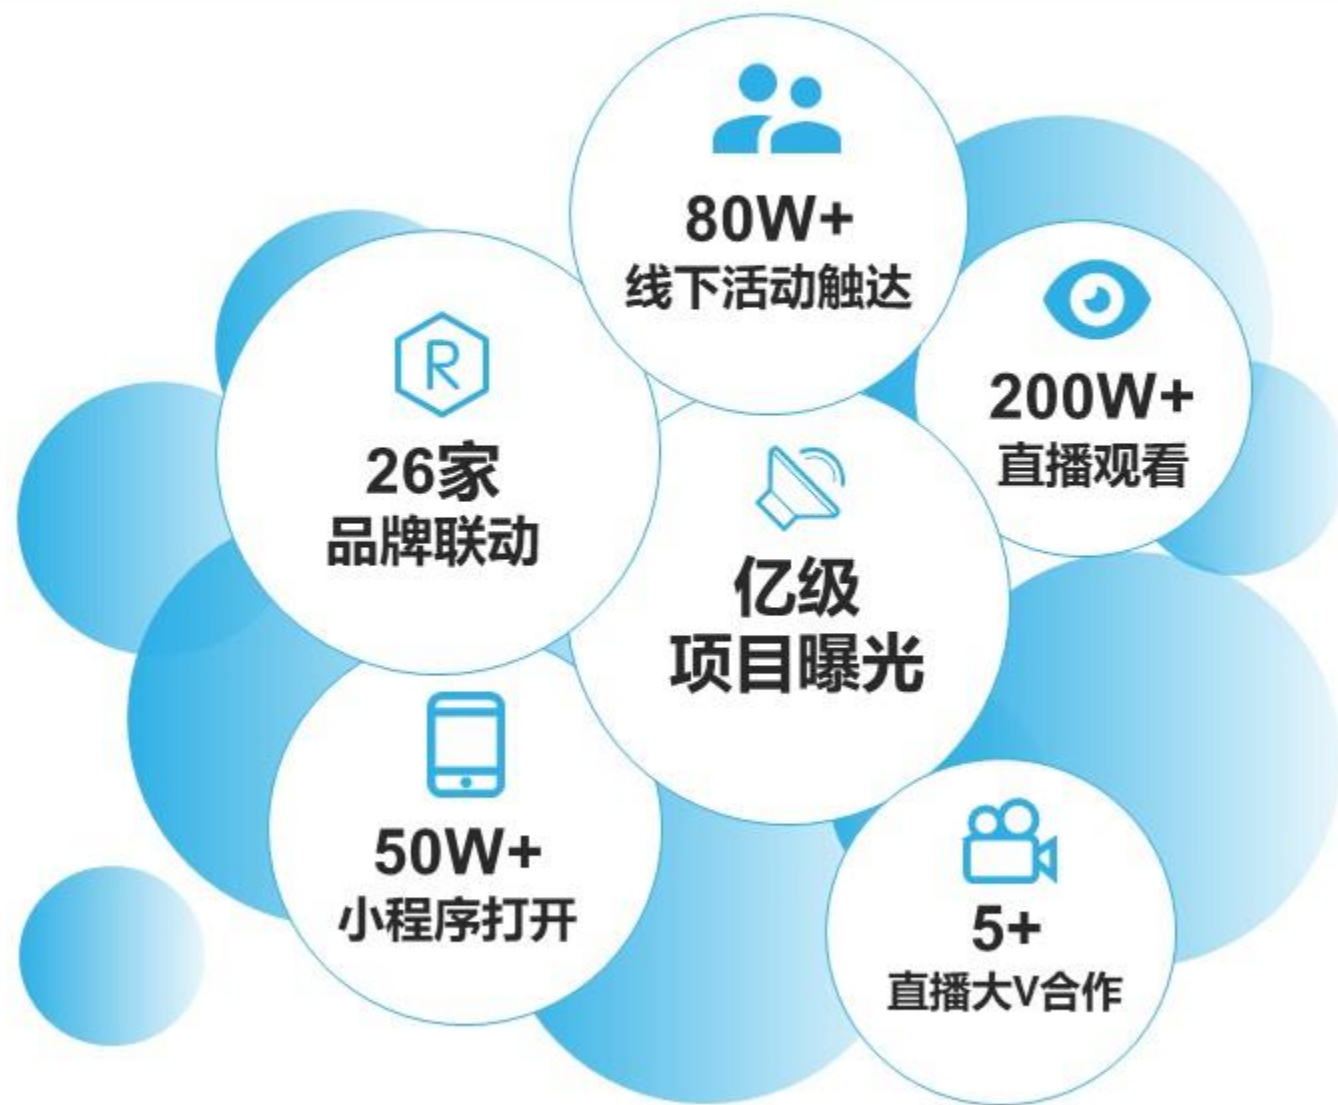 80W+
线下活动触达
200W+
直播观看
R
26家
品牌联动
亿级
项目曝光
50W+
小程序打开
5+
直播大V合作